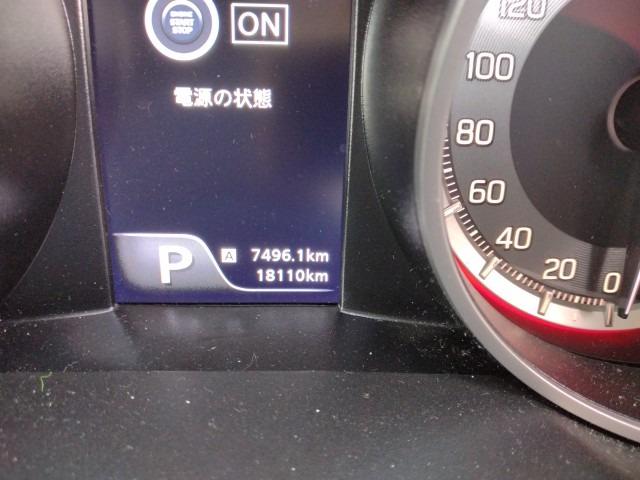 ENGINE
START
STOP
ON
電源の状態
P
A 7496.1km
18110km
120
100
80
60
40
20
0